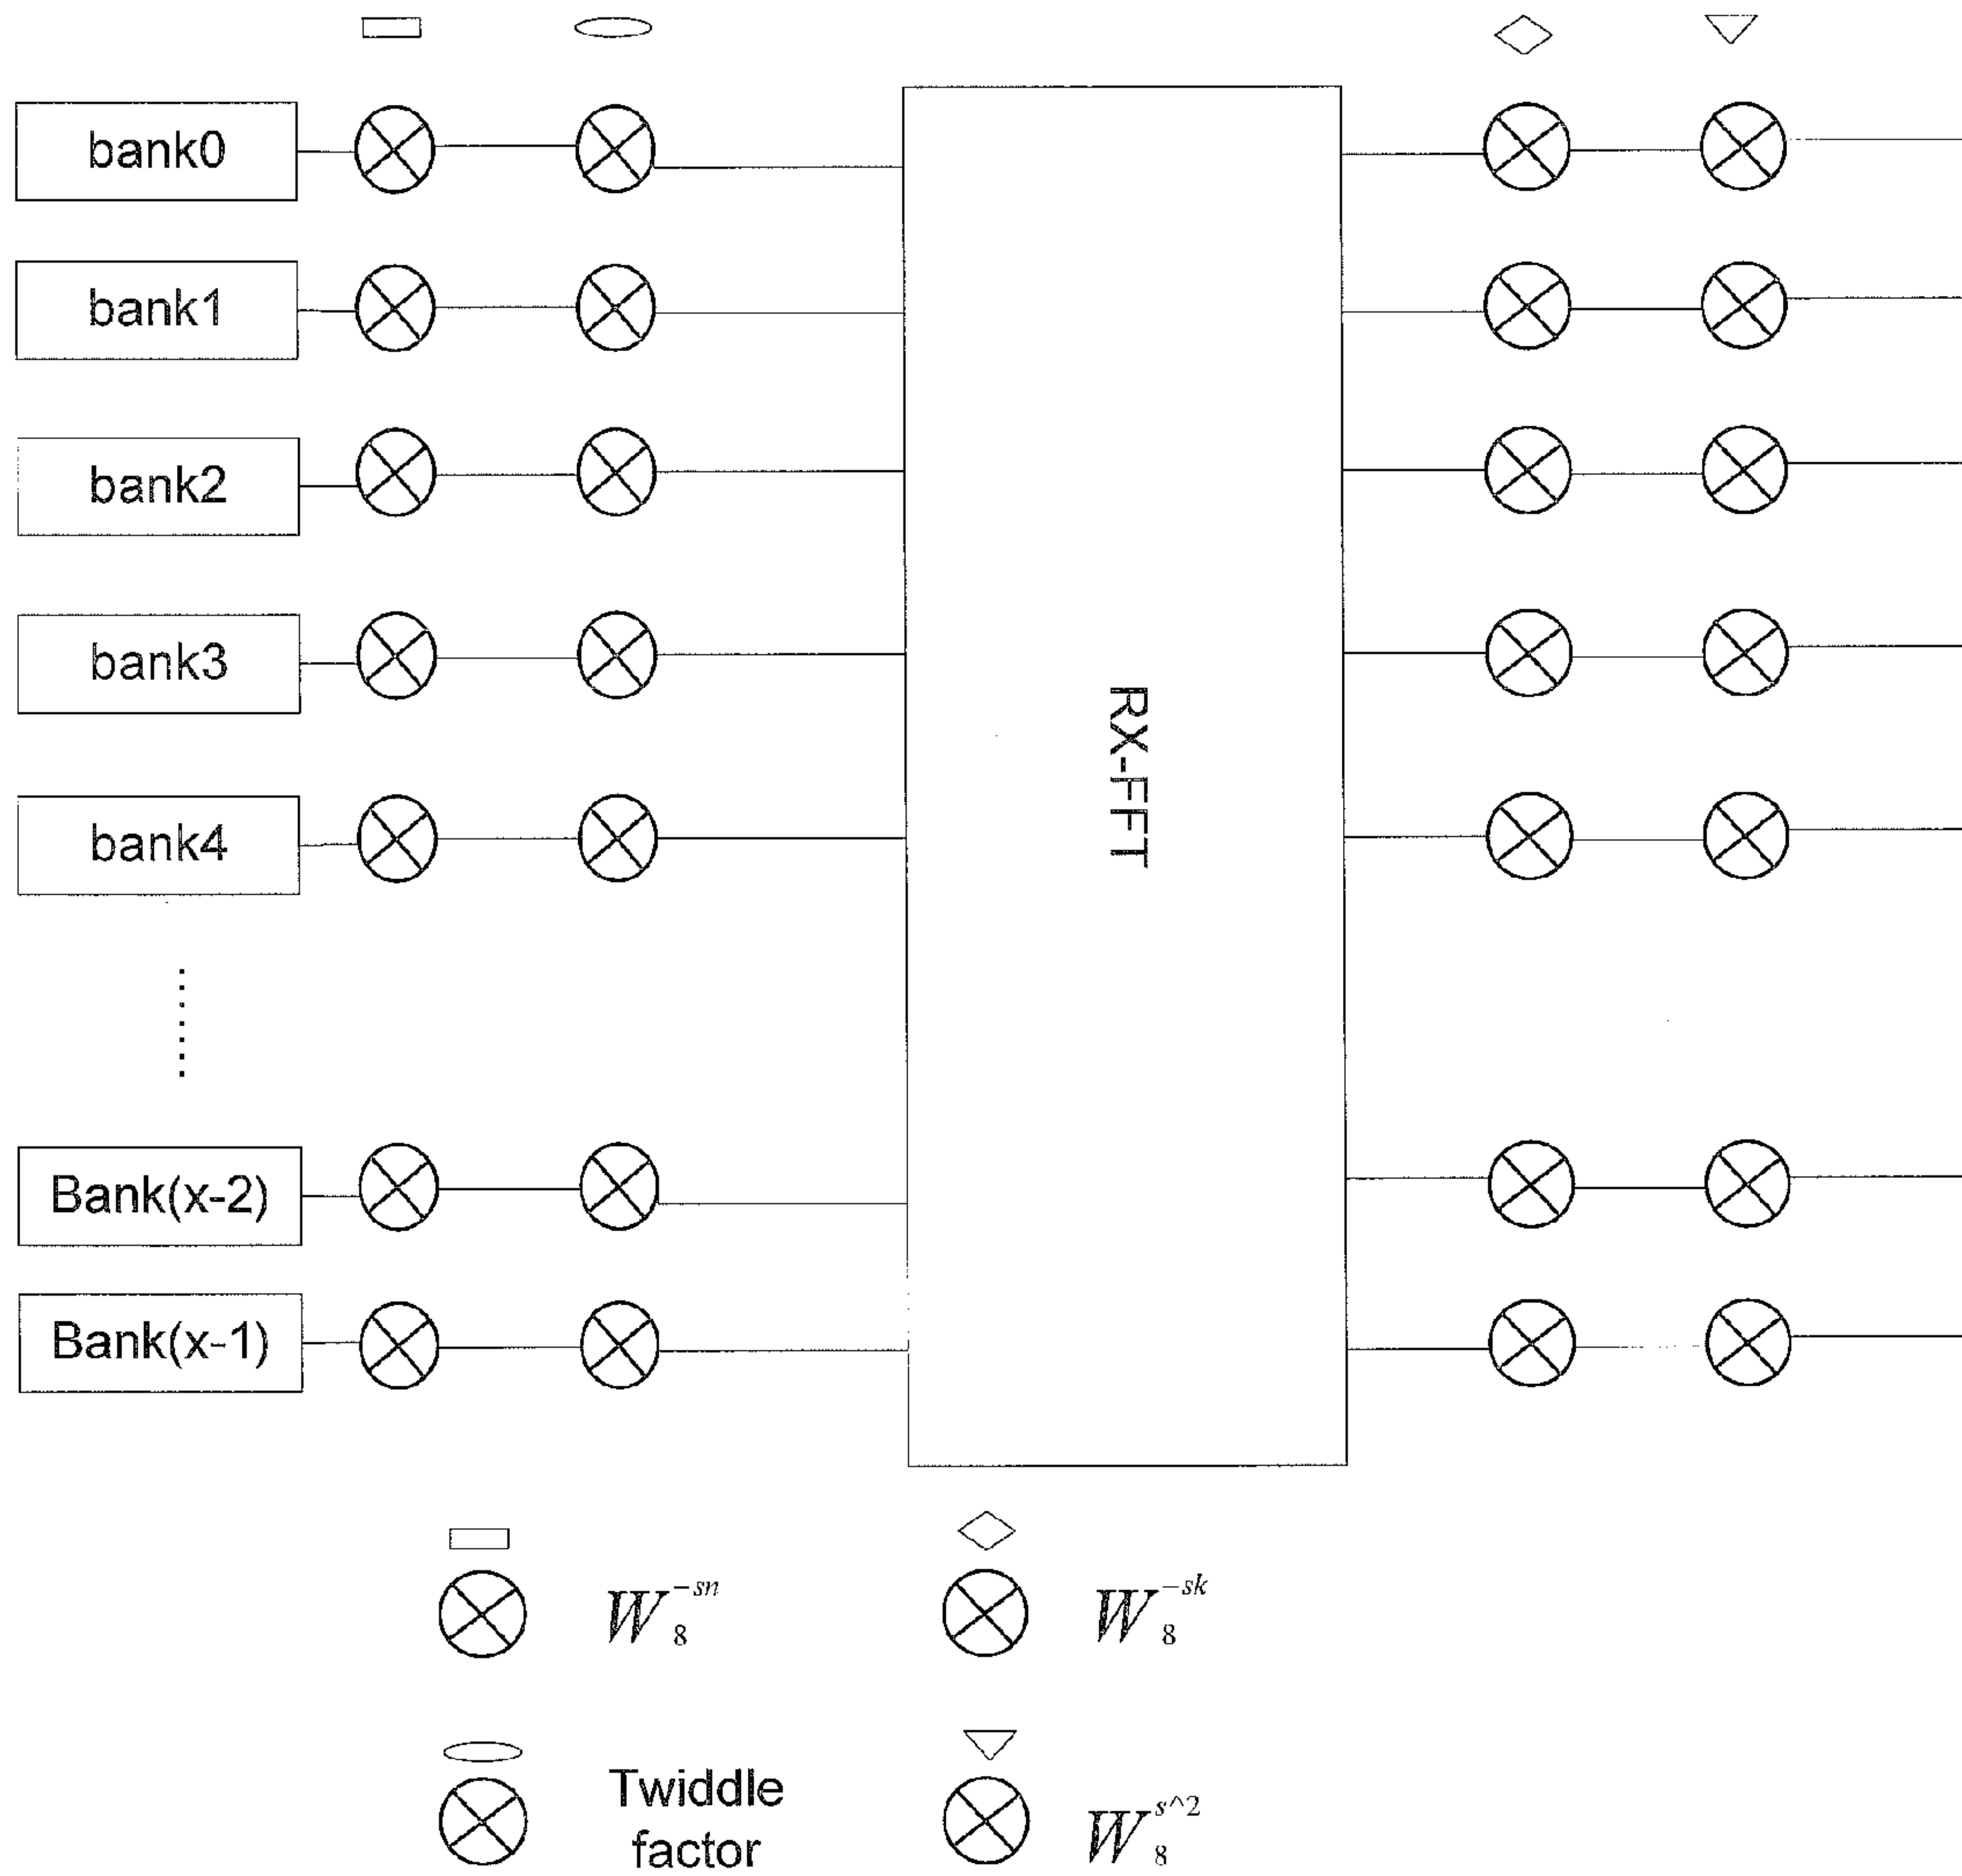 bank0
bank1
bank2
bank3
bank4
Bank(x-2)
Bank(x-1)
RX-FFT
W_8^{-sn}
W_8^{-sk}
Twiddle
factor
W_8^{s^2}